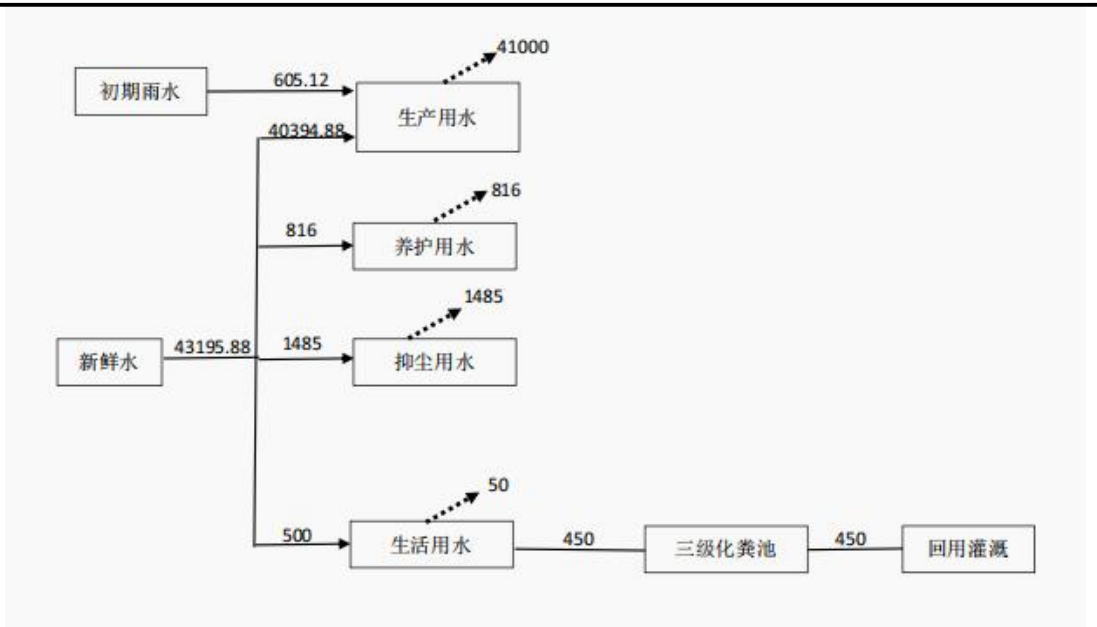 41000
初期雨水
605.12
生产用水
40394.88
816
816
养护用水
1485
新鲜水
43195.88
1485
抑尘用水
50
500
生活用水
450
三级化粪池
450
回用灌溉